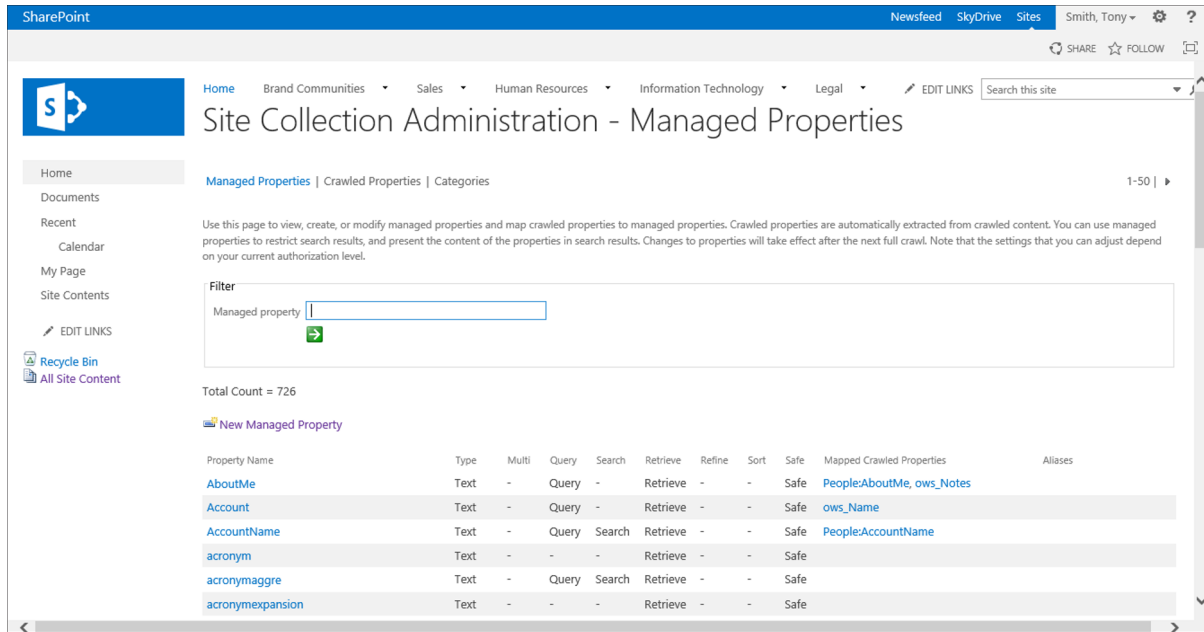 SharePoint
Newsfeed SkyDrive Sites Smith, Tony ?
SHARE FOLLOW
S
Home Brand Communities Sales Human Resources Information Technology Legal EDIT LINKS Search this site
Site Collection Administration - Managed Properties
Home
Documents
Recent
Calendar
My Page
Site Contents
EDIT LINKS
Recycle Bin
All Site Content
Managed Properties | Crawled Properties | Categories 1-50 |
Use this page to view, create, or modify managed properties and map crawled properties to managed properties. Crawled properties are automatically extracted from crawled content. You can use managed
properties to restrict search results, and present the content of the properties in search results. Changes to properties will take effect after the next full crawl. Note that the settings that you can adjust depend
on your current authorization level.
Filter
Managed property
Total Count = 726
New Managed Property
Property Name Type Multi Query Search Retrieve Refine Sort Safe Mapped Crawled Properties Aliases
AboutMe Text - Query - Retrieve - - Safe People:AboutMe, ows_Notes
Account Text - Query - Retrieve - - Safe ows_Name
AccountName Text - Query Search Retrieve - - Safe People:AccountName
acronym Text - - - Retrieve - - Safe
acronymaggre Text - Query Search Retrieve - - Safe
acronymexpansion Text - - - Retrieve - - Safe